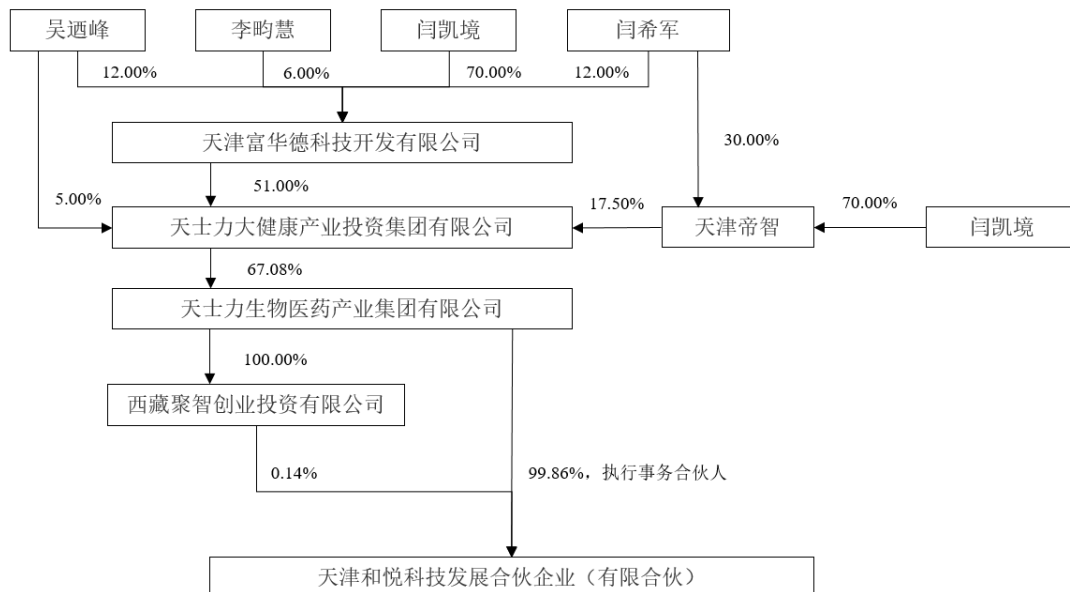 吴迺峰
李畇慧
闫凯境
闫希军
12.00%
6.00%
70.00%
12.00%
天津富华德科技开发有限公司
30.00%
51.00%
5.00%
17.50%
70.00%
天士力大健康产业投资集团有限公司
天津帝智
闫凯境
67.08%
天士力生物医药产业集团有限公司
100.00%
西藏聚智创业投资有限公司
0.14%
99.86%，执行事务合伙人
天津和悦科技发展合伙企业（有限合伙）